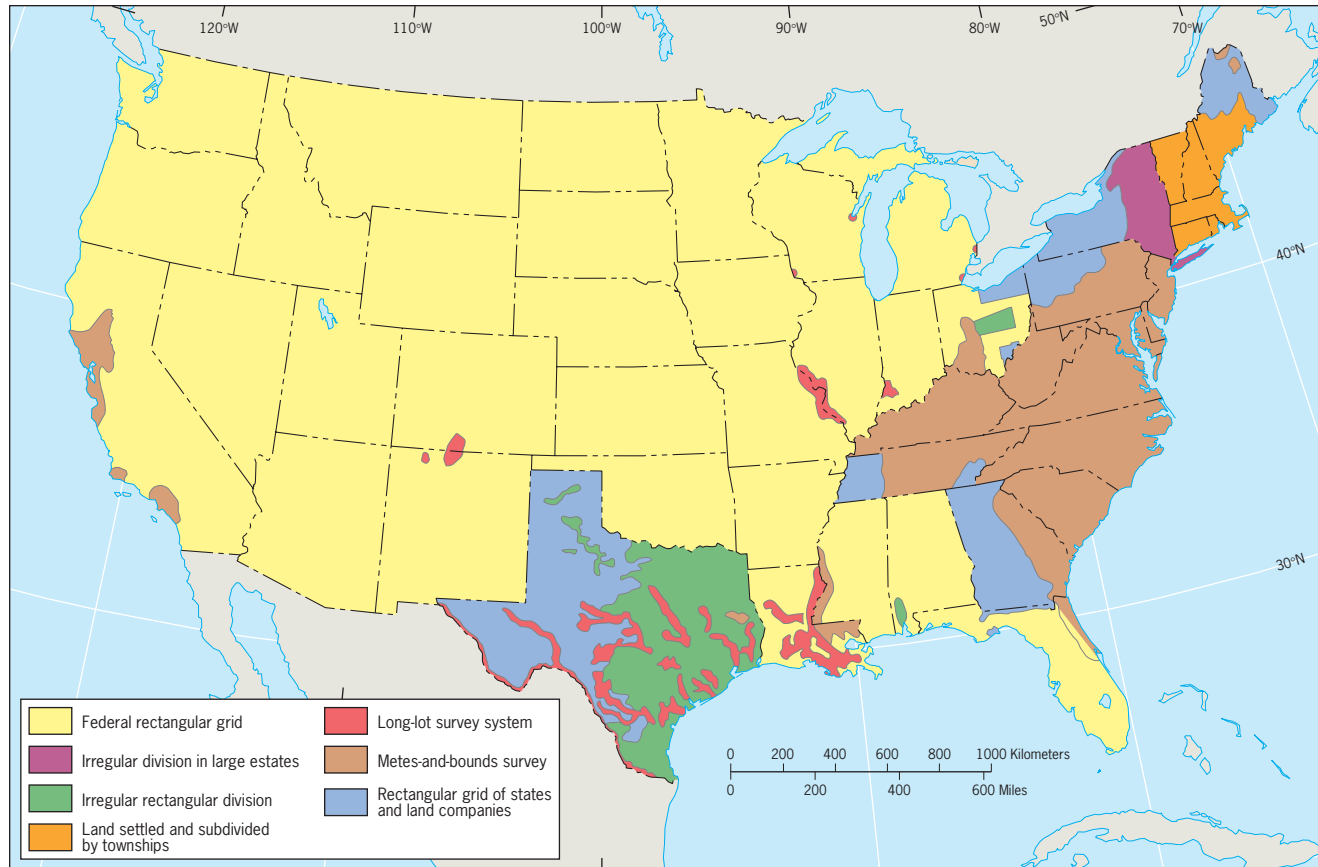 120°W
110°W
100°W
90°W
80°W
50°N
70°W
40°N
30°N
Federal rectangular grid
Irregular division in large estates
Irregular rectangular division
Land settled and subdivided
by townships
Long-lot survey system
Metes-and-bounds survey
Rectangular grid of states
and land companies
0 200 400 600 800 1000 Kilometers
0 200 400 600 Miles